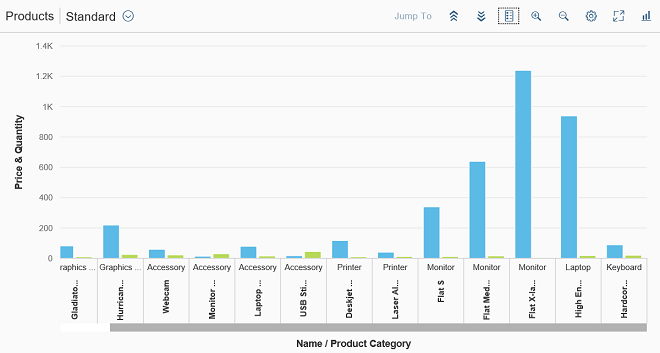 Products Standard Jump To
1.4K
1.2K
1K
800
600
400
200
0
Price & Quantity
raphics ... Graphics ... Accessory Accessory Accessory Accessory Printer Printer Monitor Monitor Monitor Laptop Keyboard
Gladiato... Hurrican... Webcam Monitor ... Laptop ... USB Sti... Deskjet ... Laser Al... Flat S Flat Med... Flat X-la... High En... Hardcor...
Name / Product Category